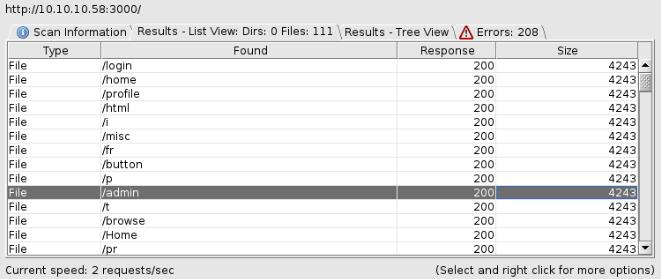 http://10.10.10.58:3000/
Scan Information Results - List View: Dirs: 0 Files: 111 Results - Tree View Errors: 208
Type Found Response Size
File /login 200 4243
File /home 200 4243
File /profile 200 4243
File /html 200 4243
File /i 200 4243
File /misc 200 4243
File /fr 200 4243
File /button 200 4243
File /p 200 4243
File /admin 200 4243
File /t 200 4243
File /browse 200 4243
File /Home 200 4243
File /pr 200 4243
Current speed: 2 requests/sec (Select and right click for more options)